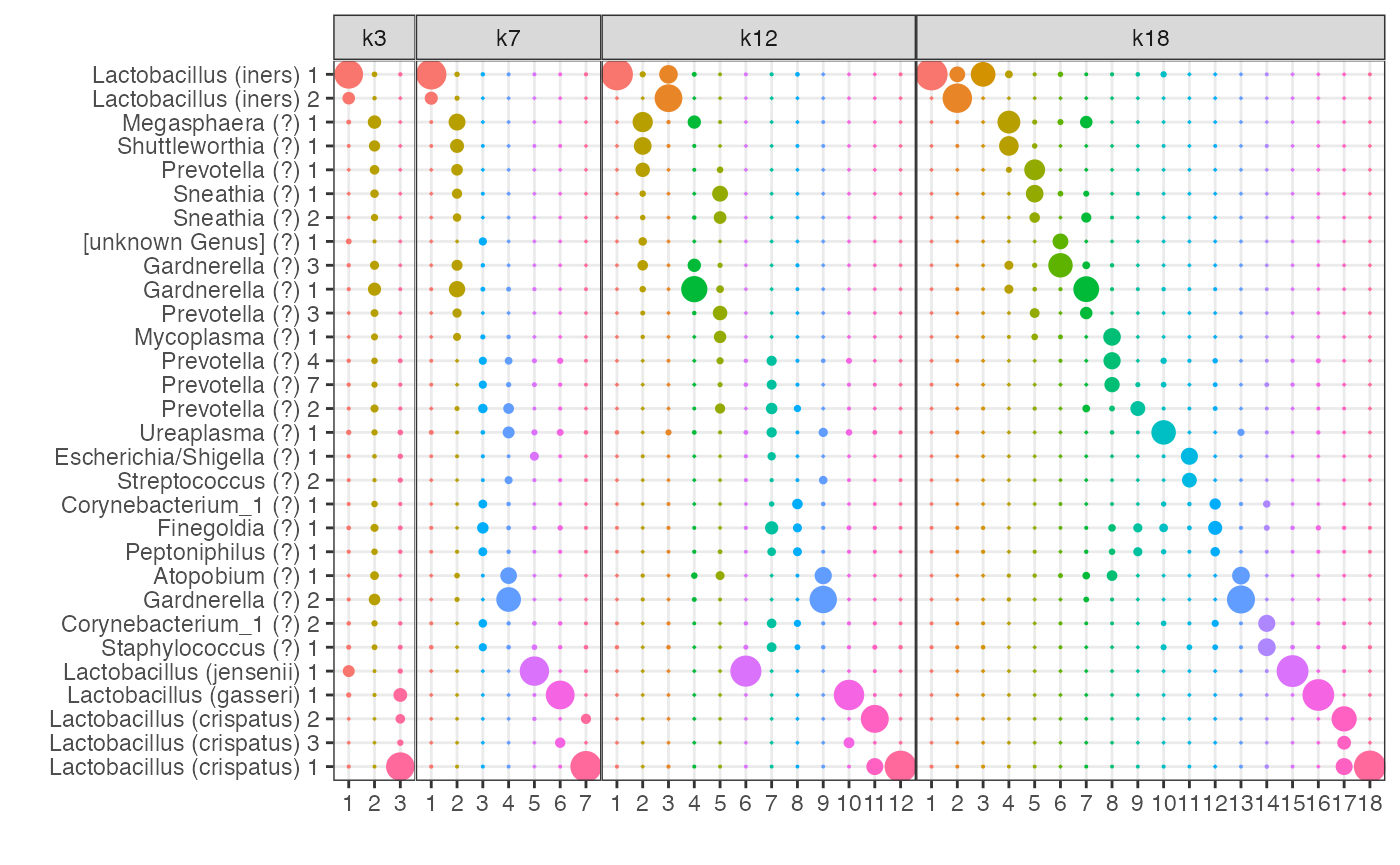 k3 k7 k12 k18
Lactobacillus (iners) 1
Lactobacillus (iners) 2
Megasphaera (?) 1
Shuttleworthia (?) 1
Prevotella (?) 1
Sneathia (?) 1
Sneathia (?) 2
[unknown Genus] (?) 1
Gardnerella (?) 3
Gardnerella (?) 1
Prevotella (?) 3
Mycoplasma (?) 1
Prevotella (?) 4
Prevotella (?) 7
Prevotella (?) 2
Ureaplasma (?) 1
Escherichia/Shigella (?) 1
Streptococcus (?) 2
Corynebacterium_1 (?) 1
Finegoldia (?) 1
Peptoniphilus (?) 1
Atopobium (?) 1
Gardnerella (?) 2
Corynebacterium_1 (?) 2
Staphylococcus (?) 1
Lactobacillus (jensenii) 1
Lactobacillus (gasseri) 1
Lactobacillus (crispatus) 2
Lactobacillus (crispatus) 3
Lactobacillus (crispatus) 1
1 2 3 1 2 3 4 5 6 7 1 2 3 4 5 6 7 8 9 10 11 12 1 2 3 4 5 6 7 8 9 10 11 12 13 14 15 16 17 18